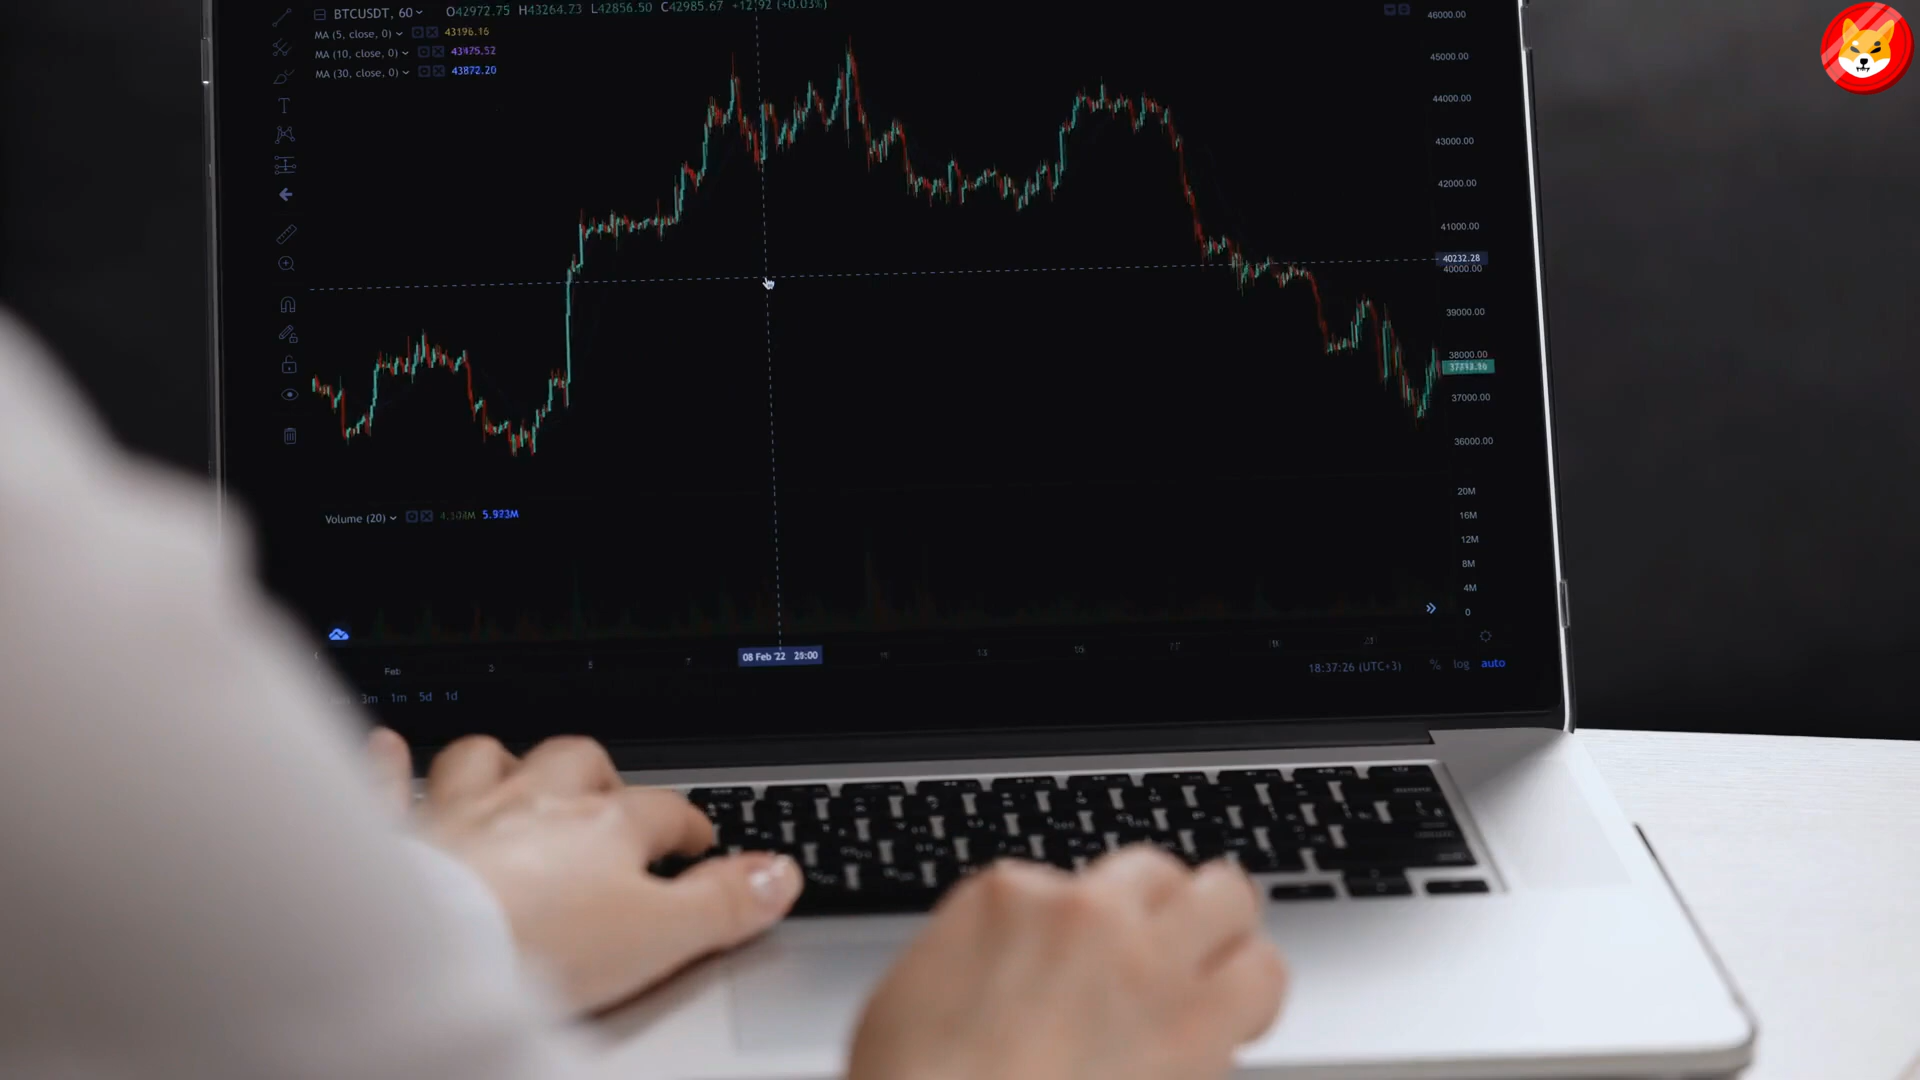 BTCUSDT, 60 O42972.75 H43264.73 L42856.50 C42985.67 +12.92 (+0.03%)
MA (5, close, 0) 43196.16
MA (10, close, 0) 43475.52
MA (30, close, 0) 43872.20
T
46000.00
45000.00
44000.00
43000.00
42000.00
41000.00
40232.28
40000.00
39000.00
38000.00
37000.00
36000.00
Volume (20) 5.923M
20M
16M
12M
8M
4M
0
Feb
2
5
7
08 Feb '22
18:37:26 (UTC+3) % log auto
3m 1m 5d 1d